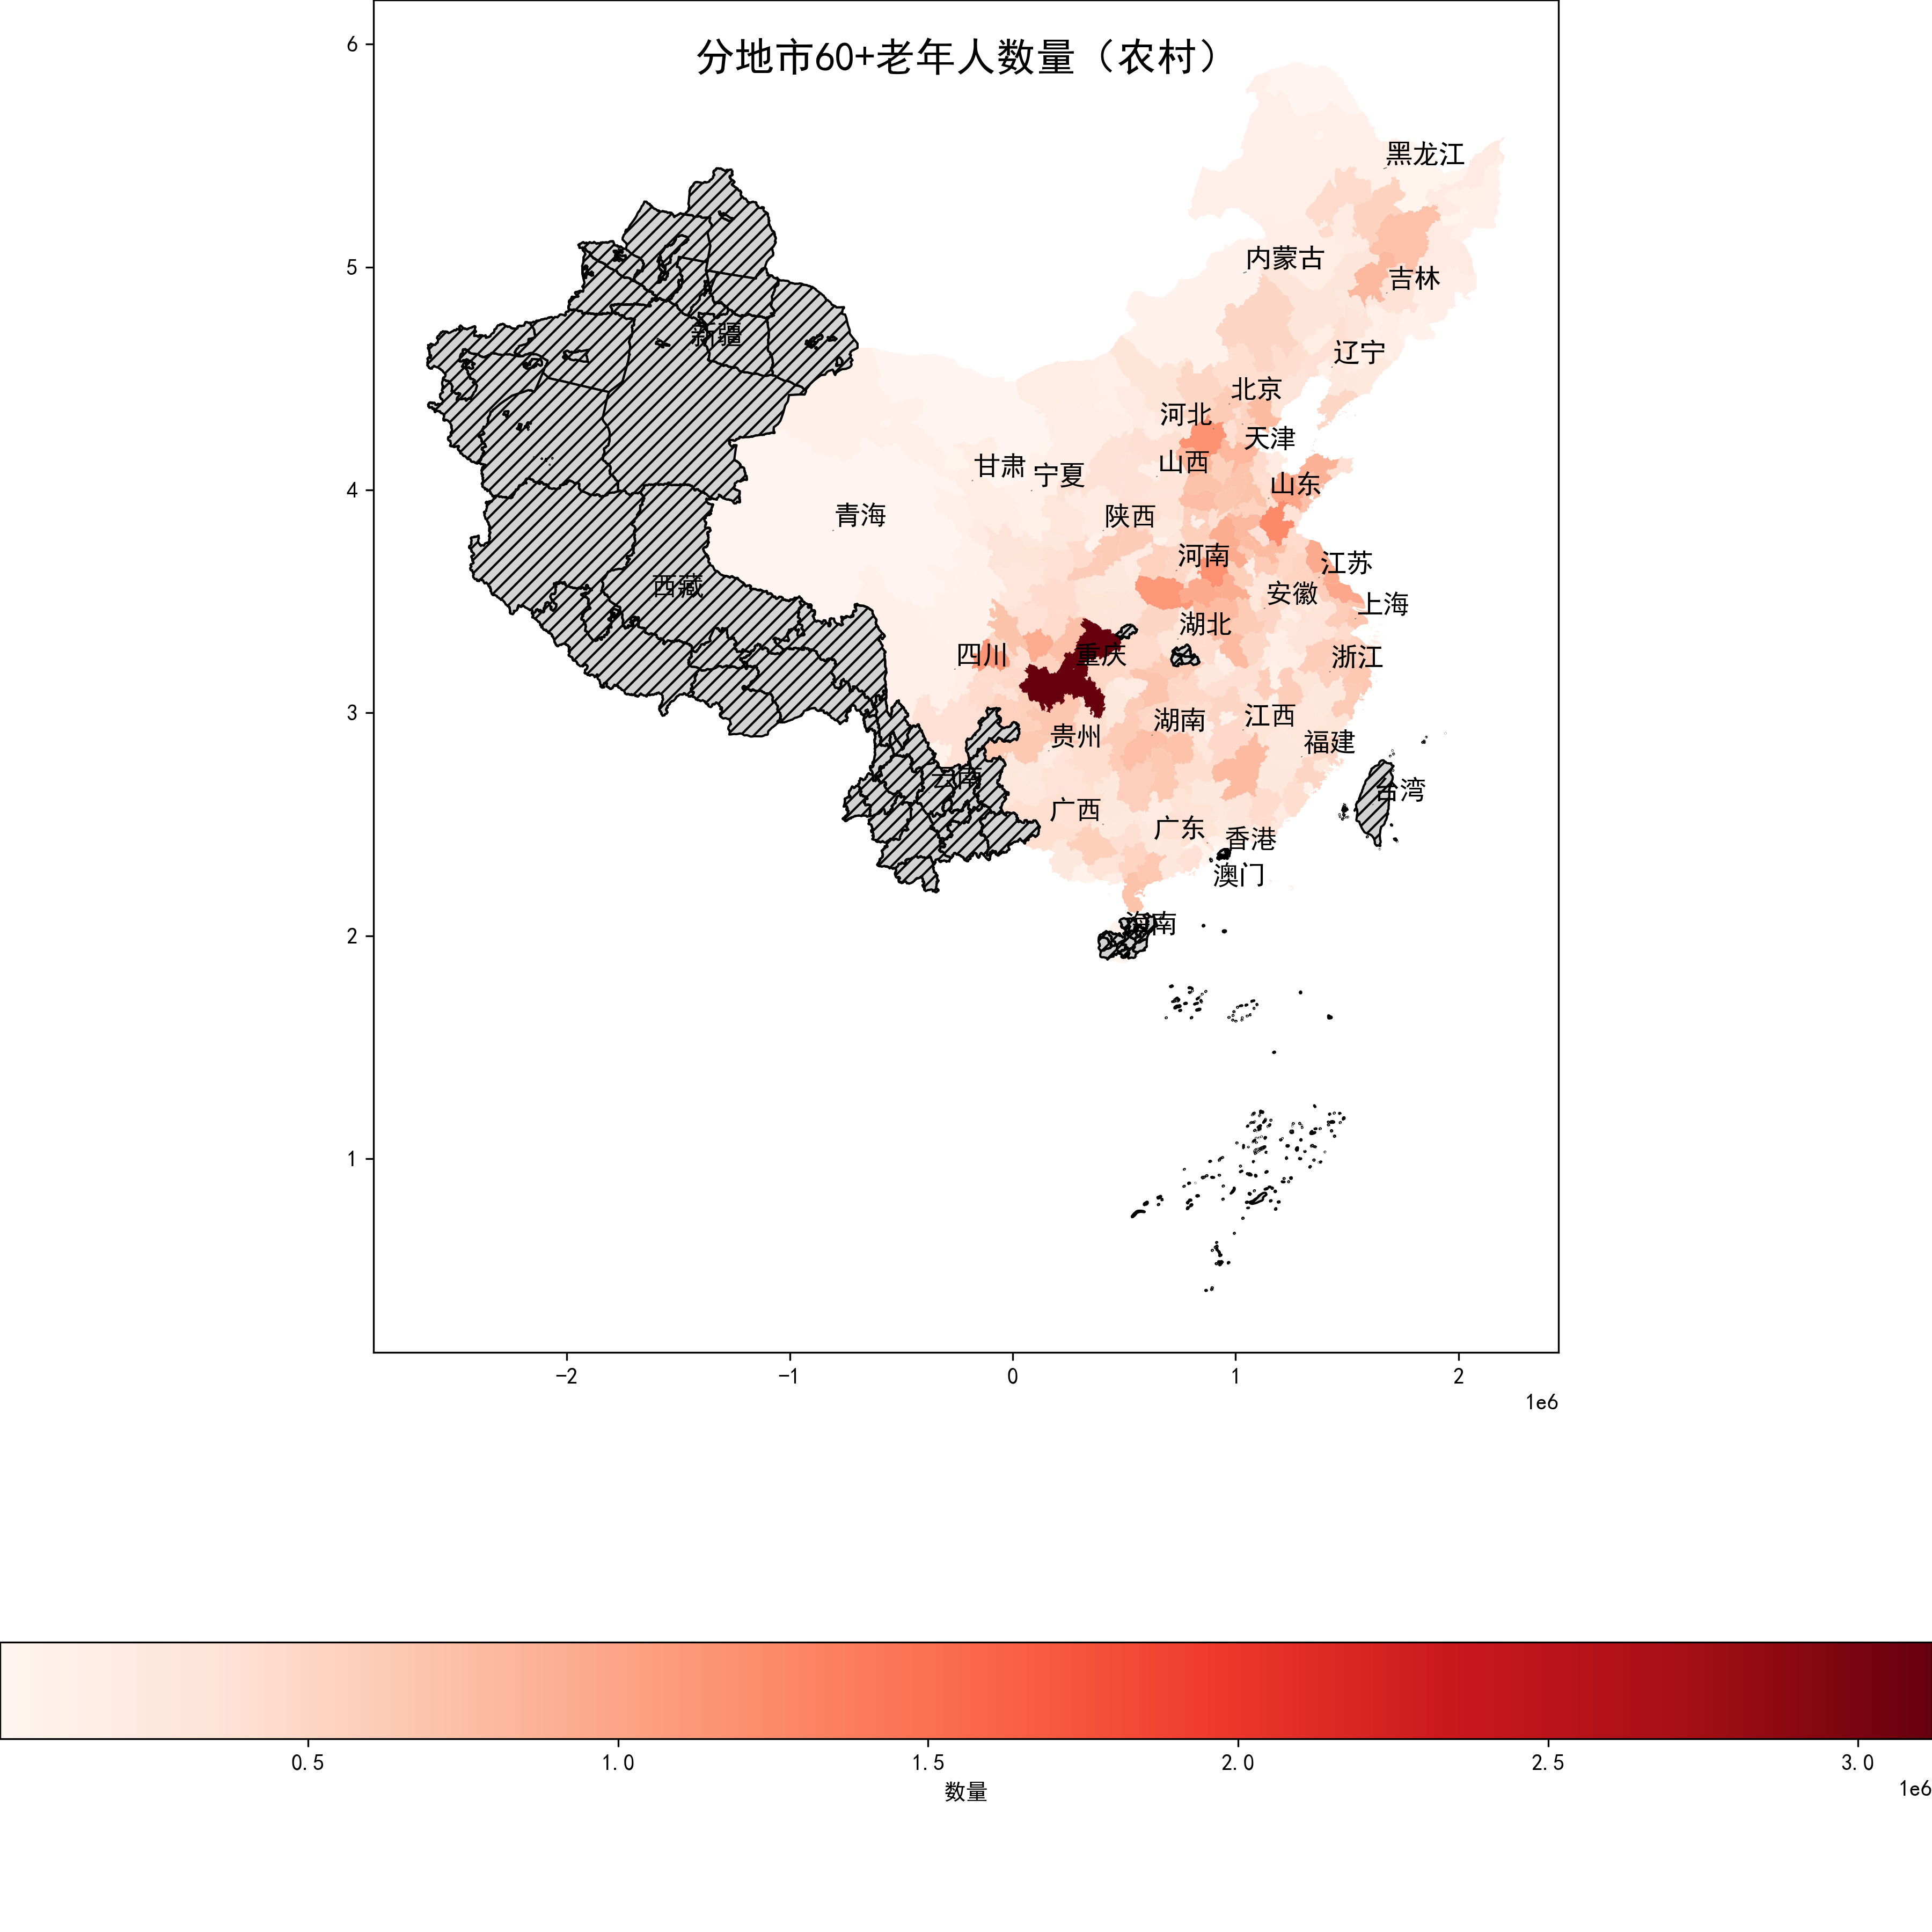 分地市60+老年人数量（农村）
6
黑龙江
内蒙古
5
吉林
新疆
辽宁
北京
河北
天津
山西
甘肃
宁夏
山东
4
青海
陕西
河南
江苏
西藏
安徽
上海
湖北
四川
重庆
浙江
3
江西
湖南
贵州
福建
云南
台湾
广西
广东
香港
澳门
2
海南
1
-2 -1 0 1 2
1e6
0.5 1.0 1.5 2.0 2.5 3.0
1e6
数量